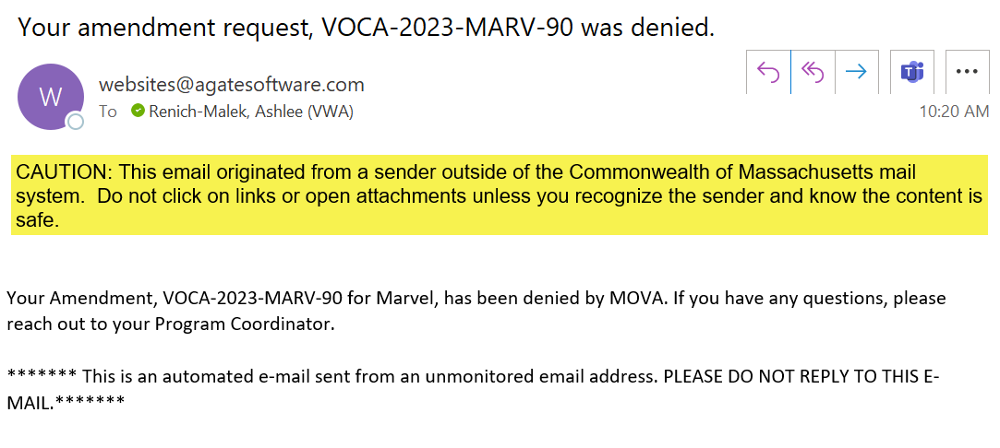 Your amendment request, VOCA-2023-MARV-90 was denied.
W
websites@agatesoftware.com
To Renich-Malek, Ashlee (VWA)
10:20 AM
CAUTION: This email originated from a sender outside of the Commonwealth of Massachusetts mail
system.  Do not click on links or open attachments unless you recognize the sender and know the content is
safe.
Your Amendment, VOCA-2023-MARV-90 for Marvel, has been denied by MOVA. If you have any questions, please
reach out to your Program Coordinator.
******* This is an automated e-mail sent from an unmonitored email address. PLEASE DO NOT REPLY TO THIS E-
MAIL.*******